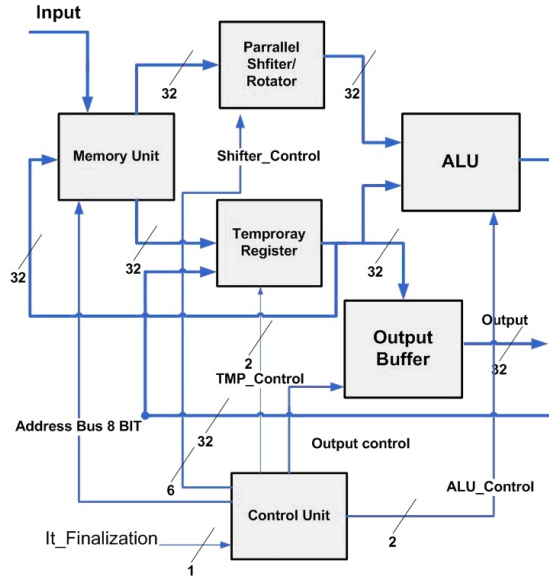 Input
Parrallel
Shfiter/
Rotator
32
32
Memory Unit
Shifter_Control
ALU
Temproray
Register
32
32
32
Output
Buffer
Output
32
2
TMP_Control
Address Bus 8 BIT
32
Output control
6
ALU_Control
Control Unit
2
It_Finalization
1